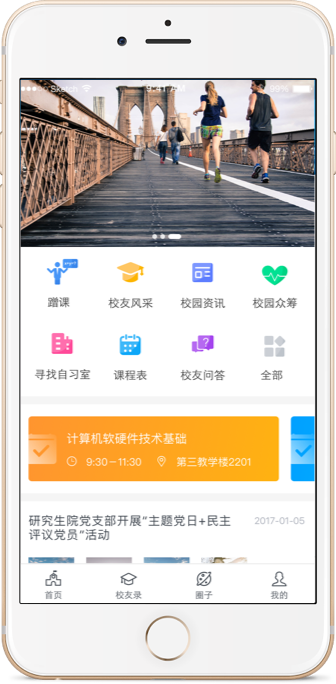 Sketch
9:41 AM
99%
蹭课
校友风采
校园资讯
校园众筹
寻找自习室
课程表
校友问答
全部
计算机软硬件技术基础
9:30－11:30
第三教学楼2201
研究生院党支部开展“主题党日+民主
评议党员”活动
2017-01-05
首页
校友录
圈子
我的